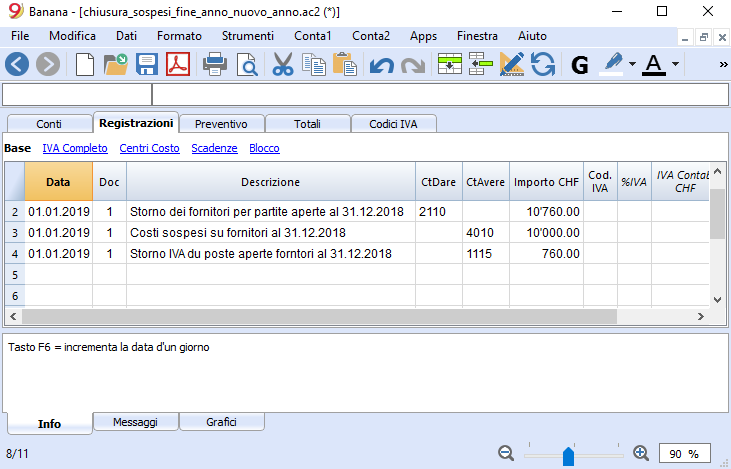 Banana - [chiusura_sospesi_fine_anno_nuovo_anno.ac2 (*)]
File Modifica Dati Formato Strumenti Conta1 Conta2 Apps Finestra Aiuto
G A »
Conti Registrazioni Preventivo Totali Codici IVA
Base IVA Completo Centri Costo Scadenze Blocco
Data Doc Descrizione CtDare CtAvere Importo CHF Cod. IVA %IVA IVA Contab CHF
2 01.01.2019 1 Storno dei fornitori per partite aperte al 31.12.2018 2110 10'760.00
3 01.01.2019 1 Costi sospesi su fornitori al 31.12.2018 4010 10'000.00
4 01.01.2019 1 Storno IVA du poste aperte forntori al 31.12.2018 1115 760.00
5
6
Tasto F6 = incrementa la data d'un giorno
Info Messaggi Grafici
8/11 90 %